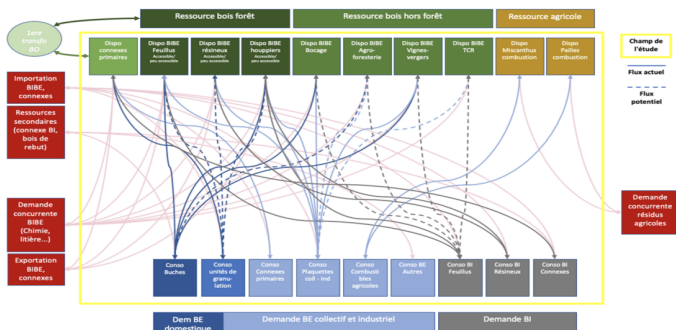 Ressource bois forêt
Ressource bois hors forêt
Ressource agricole
1ere
transfo
BO
Dispo
connexes
primaires
Dispo BIBE
Feuillus
Accessible/
peu accessible
Dispo BIBE
résineux
Accessible/
peu accessible
Dispo BIBE
houppiers
Accessible/
peu accessible
Dispo BIBE
Bocage
Dispo BIBE
Agro-
foresterie
Dispo BIBE
Vignes-
vergers
Dispo BIBE
TCR
Dispo
Miscanthus
combustion
Dispo
Pailles
combustion
Champ de
l'étude
Flux actuel
Flux
potentiel
Importation
BIBE,
connexes
Ressources
secondaires
(connexe BI,
bois de
rebut)
Demande
concurrente
BIBE
(Chimie,
litière...)
Exportation
BIBE,
connexes
Demande
concurrente
résidus
agricoles
Conso
Buches
Conso
unités de
granu-
lation
Conso
Connexes
primaires
Conso
Plaquettes
coll - ind
Conso
Combusti
bles
agricoles
Conso BE
Autres
Conso BI
Feuillus
Conso BI
Résineux
Conso BI
Connexes
Dem BE
domestique
Demande BE collectif et industriel
Demande BI